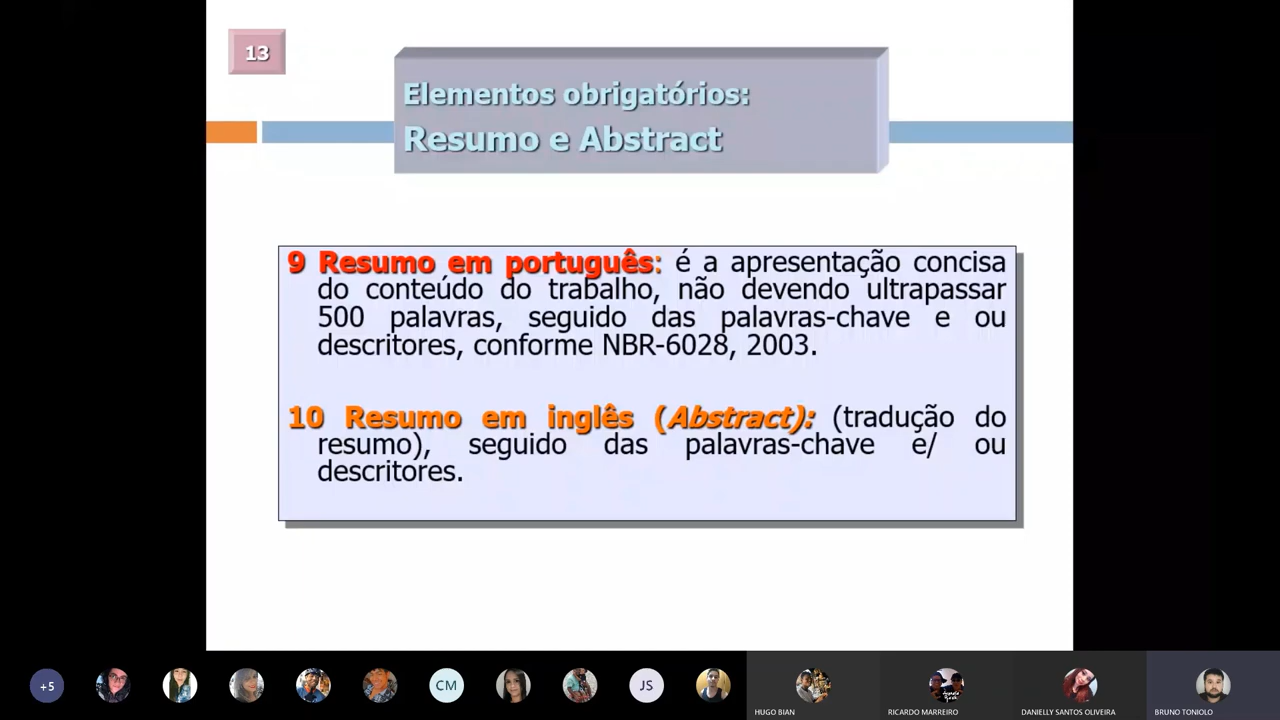 13
Elementos obrigatórios:
Resumo e Abstract
9 Resumo em português: é a apresentação concisa
do conteúdo do trabalho, não devendo ultrapassar
500 palavras, seguido das palavras-chave e ou
descritores, conforme NBR-6028, 2003.
10 Resumo em inglês (Abstract): (tradução do
resumo), seguido das palavras-chave e/ ou
descritores.
+5
CM
JS
HUGO BIAN
RICARDO MARREIRO
DANIELLY SANTOS OLIVEIRA
BRUNO TONIOLO